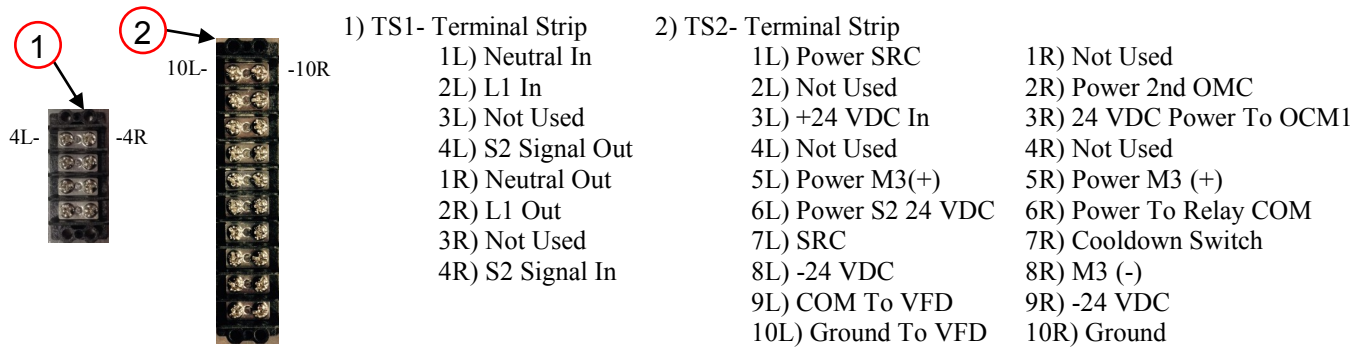 1) TS1- Terminal Strip
1L) Neutral In
2L) L1 In
3L) Not Used
4L) S2 Signal Out
1R) Neutral Out
2R) L1 Out
3R) Not Used
4R) S2 Signal In
2) TS2- Terminal Strip
1L) Power SRC
2L) Not Used
3L) +24 VDC In
4L) Not Used
5L) Power M3(+)
6L) Power S2 24 VDC
7L) SRC
8L) -24 VDC
9L) COM To VFD
10L) Ground To VFD
1R) Not Used
2R) Power 2nd OMC
3R) 24 VDC Power To OCM1
4R) Not Used
5R) Power M3 (+)
6R) Power To Relay COM
7R) Cooldown Switch
8R) M3 (-)
9R) -24 VDC
10R) Ground
1
4L-
-4R
2
10L-
-10R